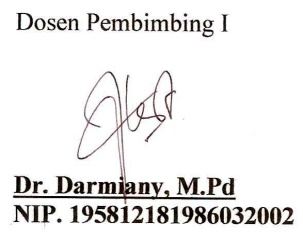 Dosen Pembimbing I
Dr. Darmiany, M.Pd
NIP. 195812181986032002